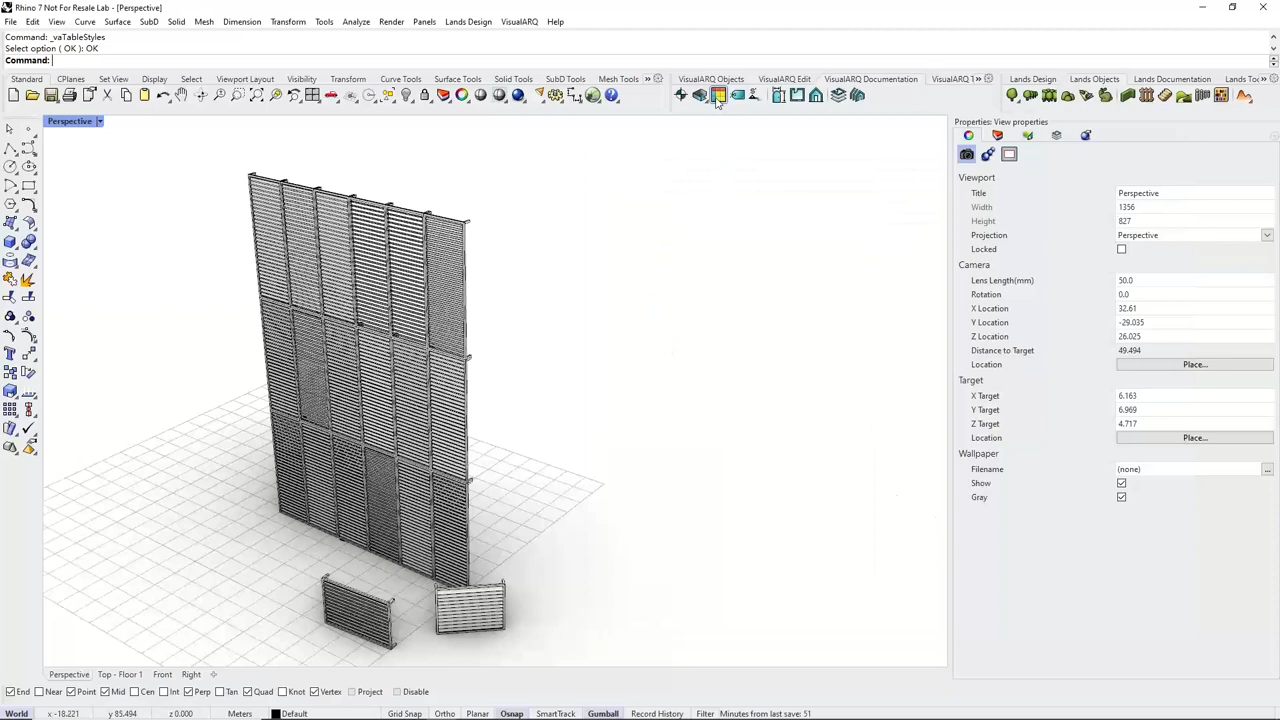 Rhino 7 Not For Resale Lab - [Perspective]
File Edit View Curve Surface SubD Solid Mesh Dimension Transform Tools Analyze Render Panels Lands Design VisualARQ Help
Command: _vaTableStyles
Select option ( OK ): OK
Command:
Standard CPlanes Set View Display Select Viewport Layout Visibility Transform Curve Tools Surface Tools Solid Tools SubD Tools Mesh Tools » VisualARQ Objects VisualARQ Edit VisualARQ Documentation VisualARQ T » Lands Design Lands Objects Lands Documentation Lands Too »
Perspective
Properties: View properties
Viewport
Title Perspective
Width 1356
Height 827
Projection Perspective
Locked
Camera
Lens Length(mm) 50.0
Rotation 0.0
X Location 32.61
Y Location -29.035
Z Location 26.025
Distance to Target 49.494
Location Place...
Target
X Target 6.163
Y Target 6.969
Z Target 4.717
Location Place...
Wallpaper
Filename (none) ...
Show
Gray
Perspective Top - Floor 1 Front Right
End Near Point Mid Cen Int Perp Tan Quad Knot Vertex Project Disable
World x -18.221 y 85.494 z 0.000 Meters Default Grid Snap Ortho Planar Osnap SmartTrack Gumball Record History Filter Minutes from last save: 51